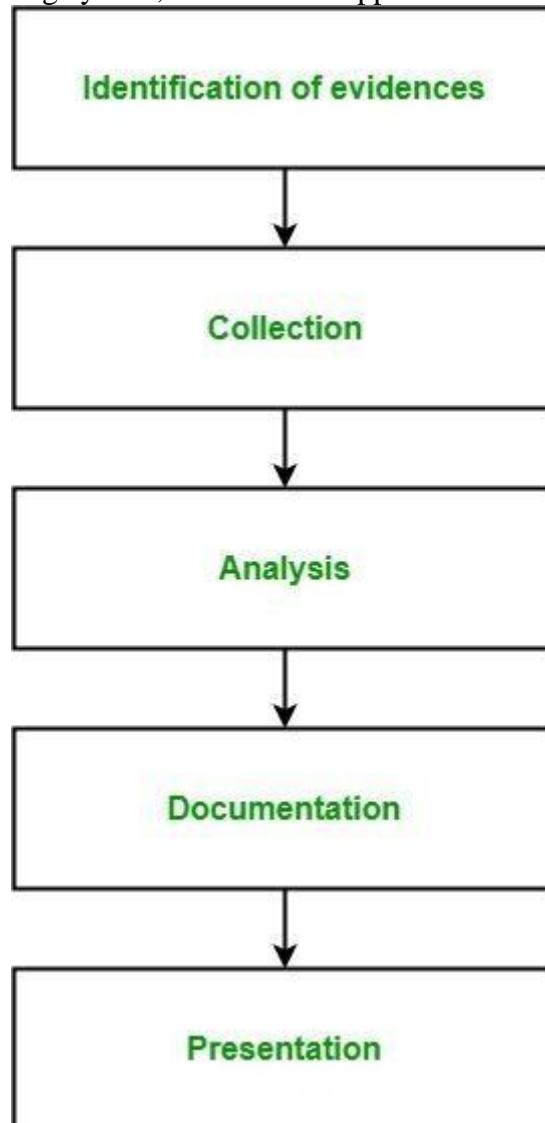 Identification of evidences
Collection
Analysis
Documentation
Presentation